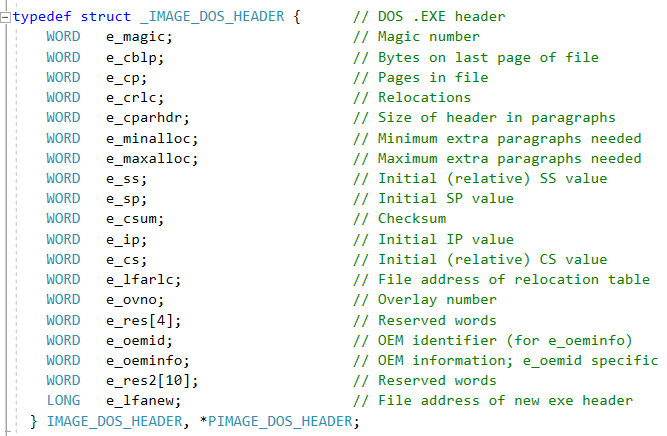 typedef struct _IMAGE_DOS_HEADER { // DOS .EXE header
WORD e_magic; // Magic number
WORD e_cblp; // Bytes on last page of file
WORD e_cp; // Pages in file
WORD e_crlc; // Relocations
WORD e_cparhdr; // Size of header in paragraphs
WORD e_minalloc; // Minimum extra paragraphs needed
WORD e_maxalloc; // Maximum extra paragraphs needed
WORD e_ss; // Initial (relative) SS value
WORD e_sp; // Initial SP value
WORD e_csum; // Checksum
WORD e_ip; // Initial IP value
WORD e_cs; // Initial (relative) CS value
WORD e_lfarlc; // File address of relocation table
WORD e_ovno; // Overlay number
WORD e_res[4]; // Reserved words
WORD e_oemid; // OEM identifier (for e_oeminfo)
WORD e_oeminfo; // OEM information; e_oemid specific
WORD e_res2[10]; // Reserved words
LONG e_lfanew; // File address of new exe header
} IMAGE_DOS_HEADER, *PIMAGE_DOS_HEADER;